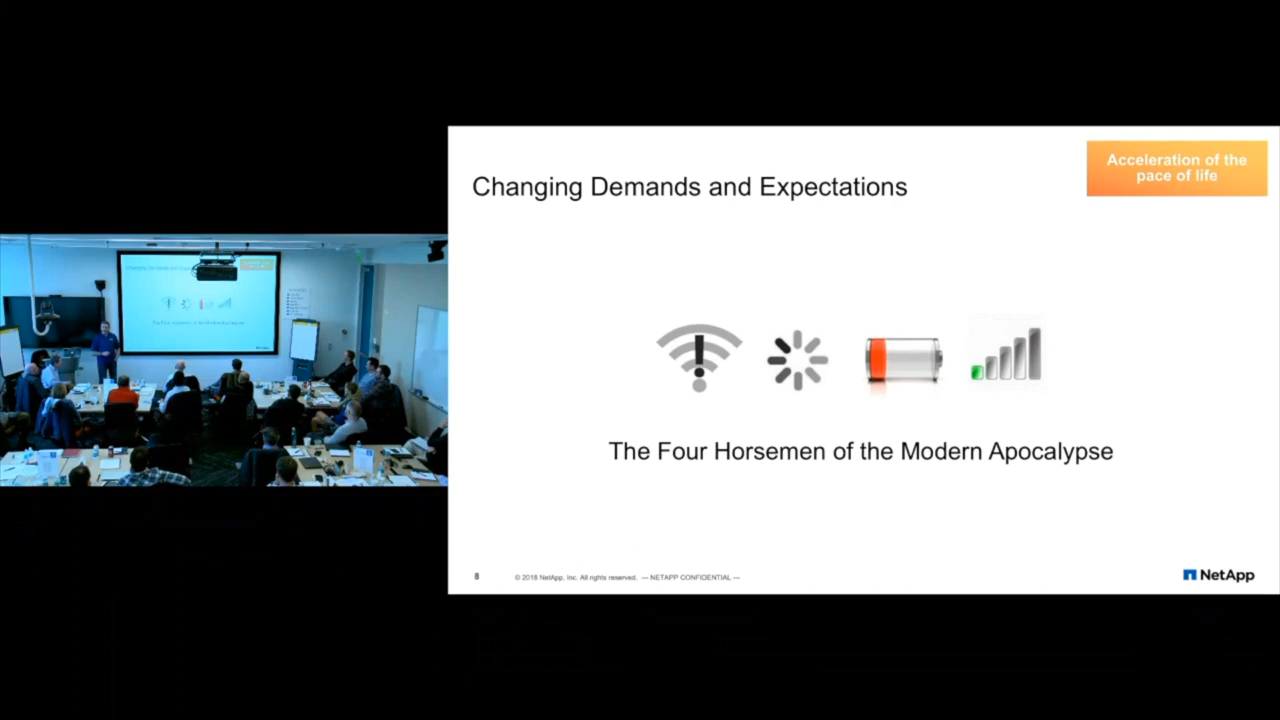 Acceleration of the
pace of life
Changing Demands and Expectations
The Four Horsemen of the Modern Apocalypse
8
© 2018 NetApp, Inc. All rights reserved. — NETAPP CONFIDENTIAL —
NetApp